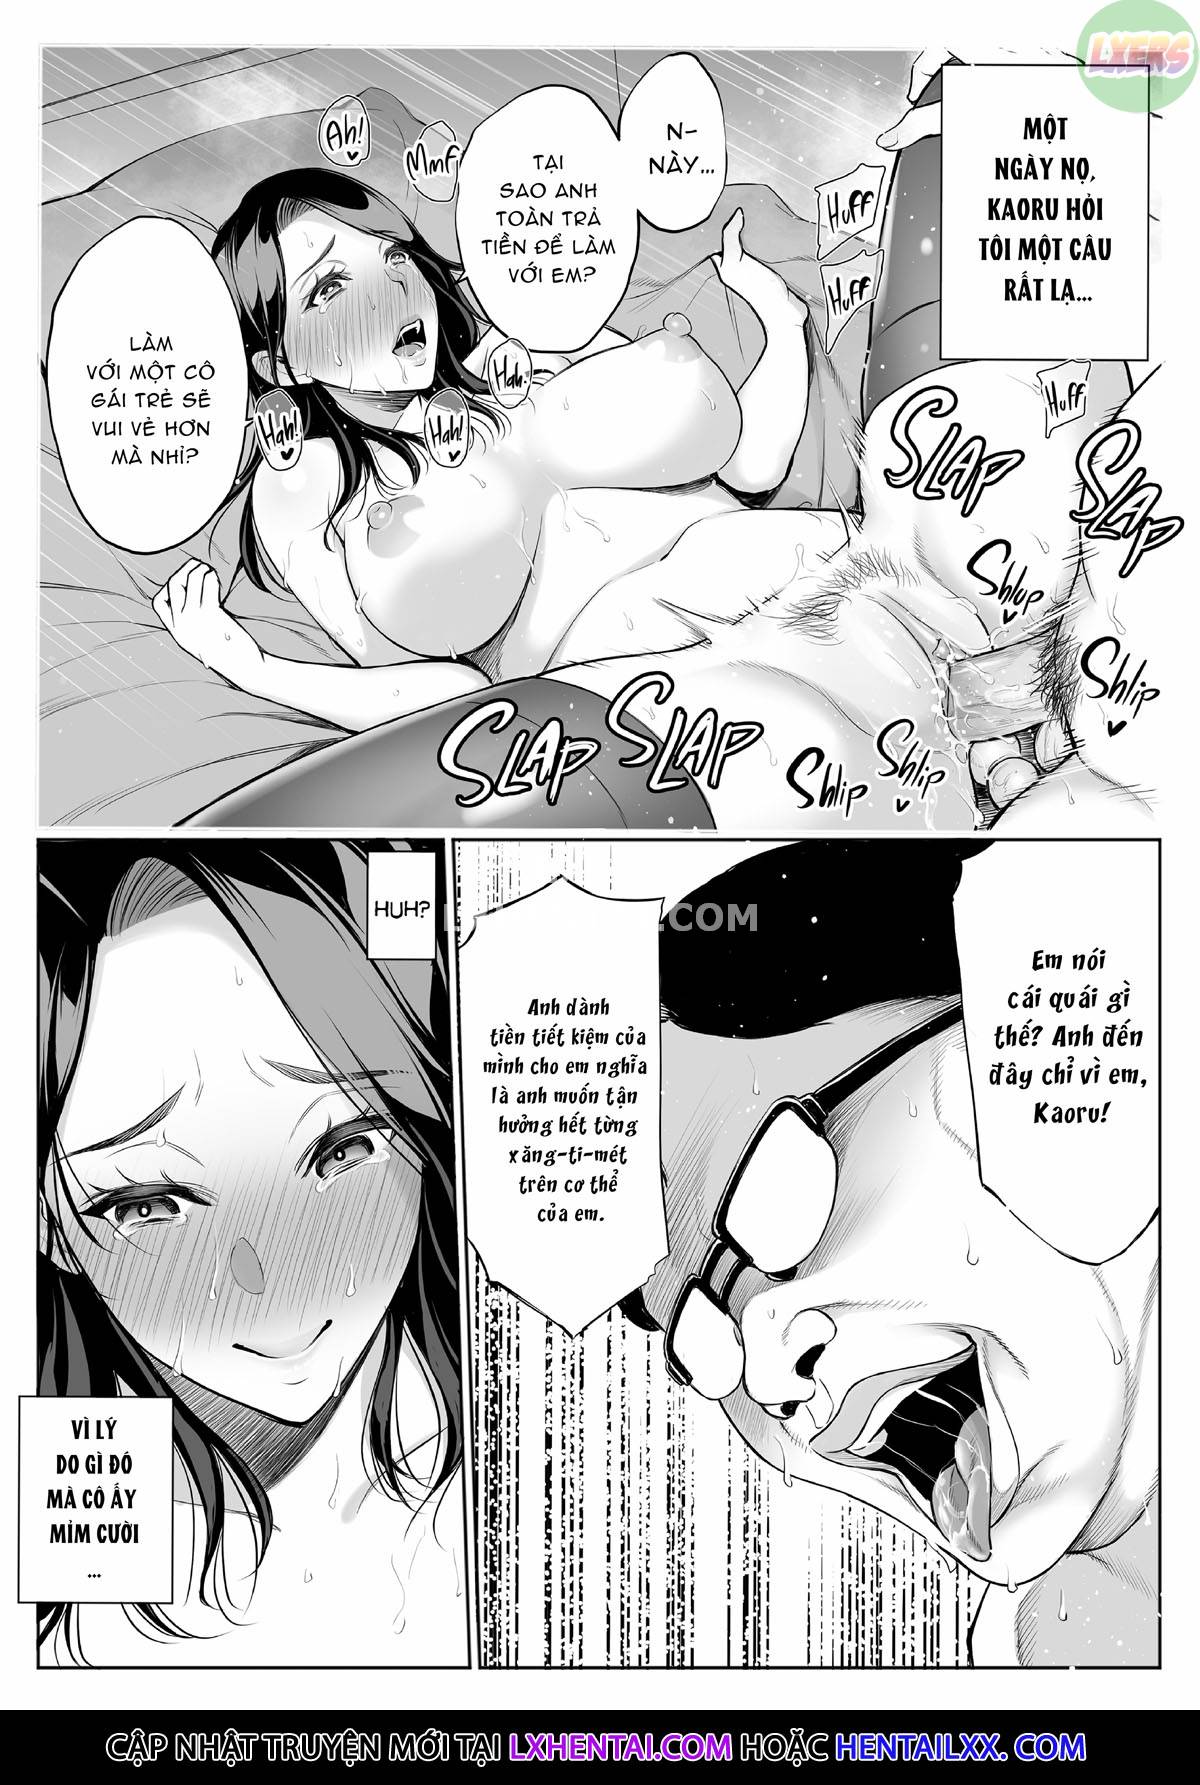 LXERS
MỘT
NGÀY NỌ,
KAORU HỎI
TÔI MỘT CÂU
RẤT LẠ...
N-
NÀY...
TẠI
SAO ANH
TOÀN TRẢ
TIỀN ĐỂ LÀM
VỚI EM?
LÀM
VỚI MỘT CÔ
GÁI TRẺ SẼ
VUI VẺ HƠN
MÀ NHỈ?
Ah!
Mmf
Huff
Huff
Huff
Hah.
Hah!
Hah!
SLAP
SLAP
Shlup
Shlip
SLAP
SLAP
Shlip
Shlip
Em nói
cái quái gì
thế? Anh đến
đây chỉ vì em,
Kaoru!
Anh dành
tiền tiết kiệm của
mình cho em nghĩa
là anh muốn tận
hưởng hết từng
xăng-ti-mét
trên cơ thể
của em.
HUH?
VÌ LÝ
DO GÌ ĐÓ
MÀ CÔ ẤY
MỈM CƯỜI
...
CẬP NHẬT TRUYỆN MỚI TẠI LXHENTAI.COM HOẶC HENTAILXX. COM